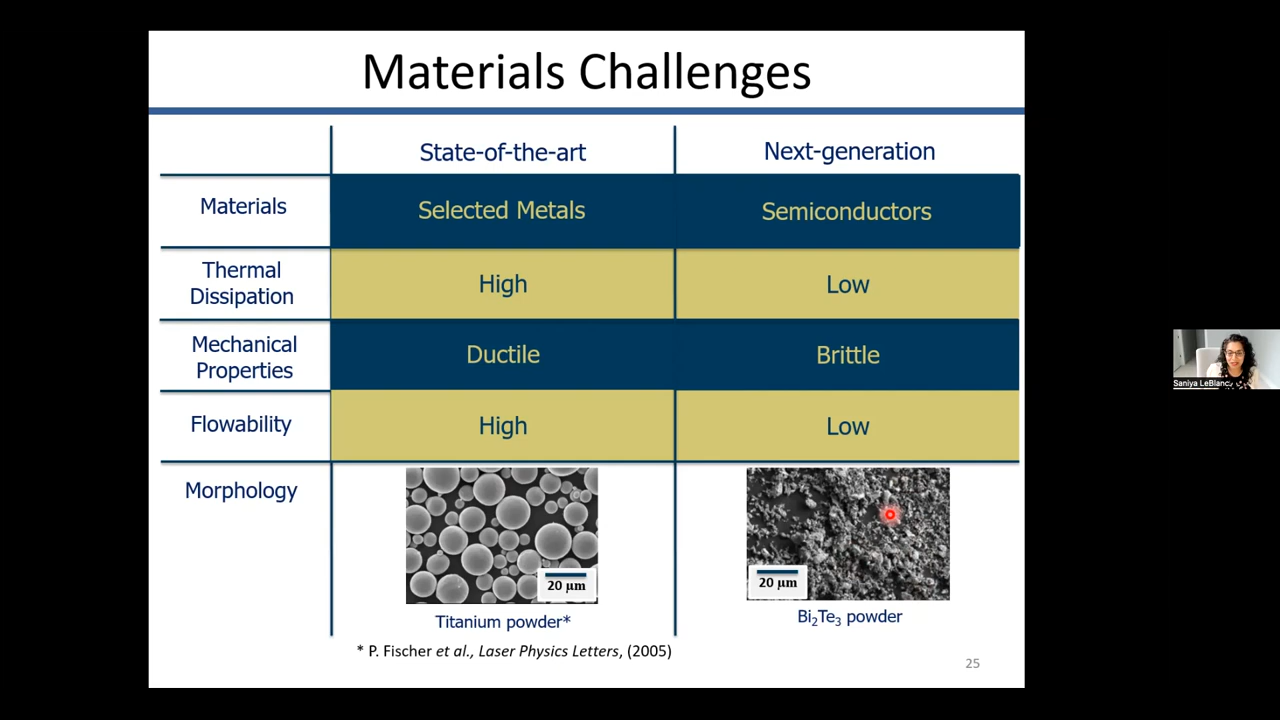 Materials Challenges
State-of-the-art
Next-generation
Materials
Selected Metals
Semiconductors
Thermal
Dissipation
High
Low
Mechanical
Properties
Ductile
Brittle
Flowability
High
Low
Morphology
20 µm
20 µm
Titanium powder*
Bi₂Te₃ powder
* P. Fischer et al., Laser Physics Letters, (2005)
25
Saniya LeBlanc